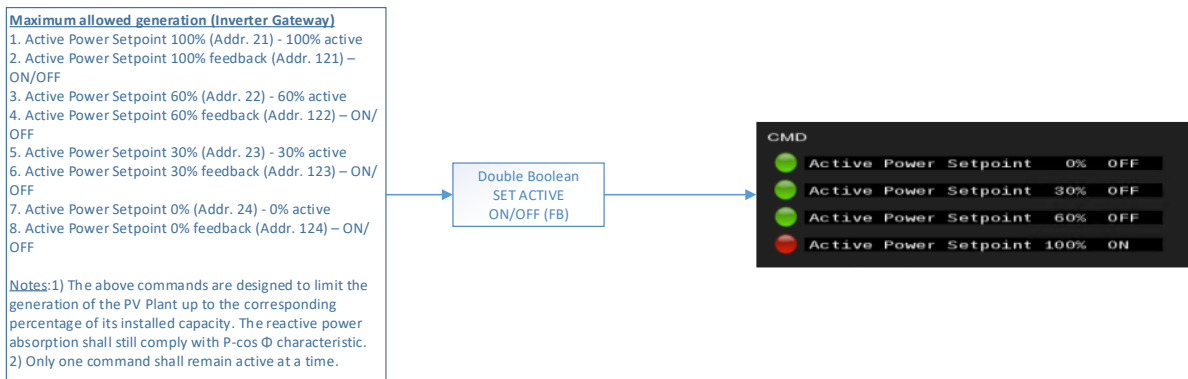 Maximum allowed generation (Inverter Gateway)
1. Active Power Setpoint 100% (Addr. 21) - 100% active
2. Active Power Setpoint 100% feedback (Addr. 121) –
ON/OFF
3. Active Power Setpoint 60% (Addr. 22) - 60% active
4. Active Power Setpoint 60% feedback (Addr. 122) – ON/
OFF
5. Active Power Setpoint 30% (Addr. 23) - 30% active
6. Active Power Setpoint 30% feedback (Addr. 123) – ON/
OFF
7. Active Power Setpoint 0% (Addr. 24) - 0% active
8. Active Power Setpoint 0% feedback (Addr. 124) – ON/
OFF
Notes:1) The above commands are designed to limit the
generation of the PV Plant up to the corresponding
percentage of its installed capacity. The reactive power
absorption shall still comply with P-cos Φ characteristic.
2) Only one command shall remain active at a time.
Double Boolean
SET ACTIVE
ON/OFF (FB)
CMD
Active Power Setpoint 0% OFF
Active Power Setpoint 30% OFF
Active Power Setpoint 60% OFF
Active Power Setpoint 100% ON